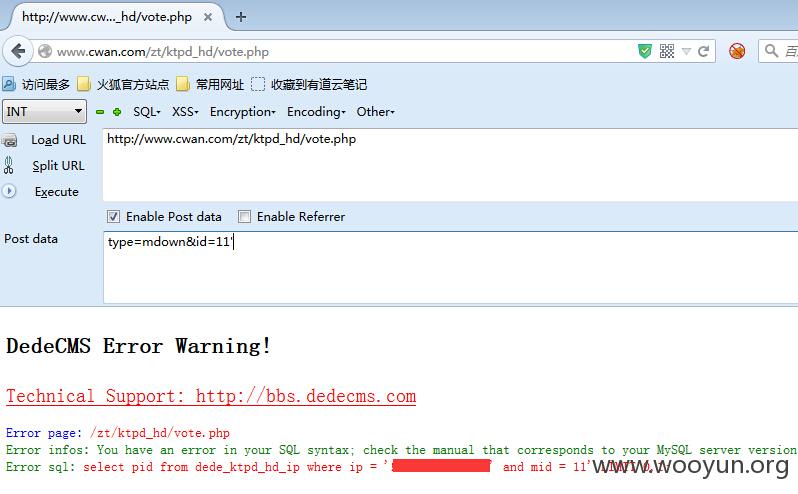 http://www.cw..._hd/vote.php × +
www.cwan.com/zt/ktpd_hd/vote.php
访问最多 火狐官方站点 常用网址 收藏到有道云笔记
INT SQL XSS Encryption Encoding Other
Load URL
http://www.cwan.com/zt/ktpd_hd/vote.php
Split URL
Execute
Enable Post data Enable Referrer
Post data
type=mdown&id=11'
DedeCMS Error Warning!
Technical Support: http://bbs.dedecms.com
Error page: /zt/ktpd_hd/vote.php
Error infos: You have an error in your SQL syntax; check the manual that corresponds to your MySQL server version
Error sql: select pid from dede_ktpd_hd_ip where ip = ' ' and mid = 11'
www.wooyun.org